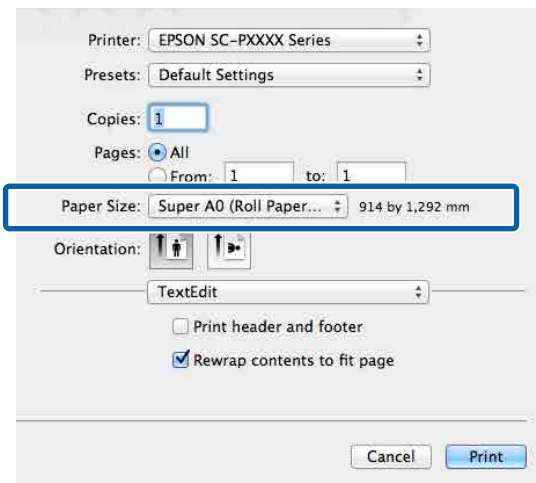 Printer: EPSON SC-PXXXX Series
Presets: Default Settings
Copies: 1
Pages: All
From: 1 to: 1
Paper Size: Super A0 (Roll Paper... 914 by 1,292 mm
Orientation:
TextEdit
Print header and footer
Rewrap contents to fit page
Cancel Print